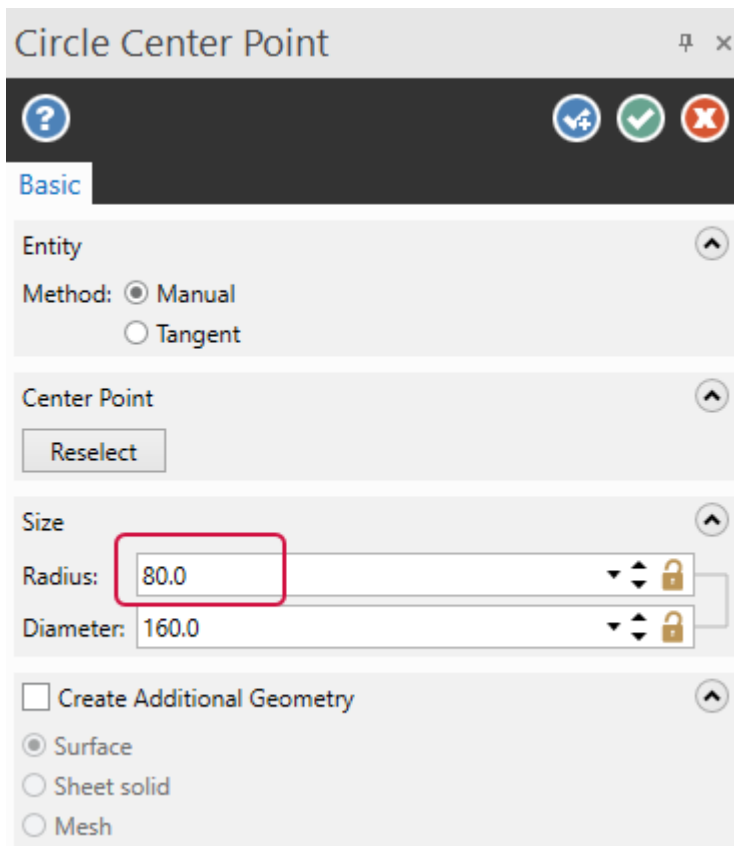 Circle Center Point
Basic
Entity
Method: Manual
Tangent
Center Point
Reselect
Size
Radius: 80.0
Diameter: 160.0
Create Additional Geometry
Surface
Sheet solid
Mesh